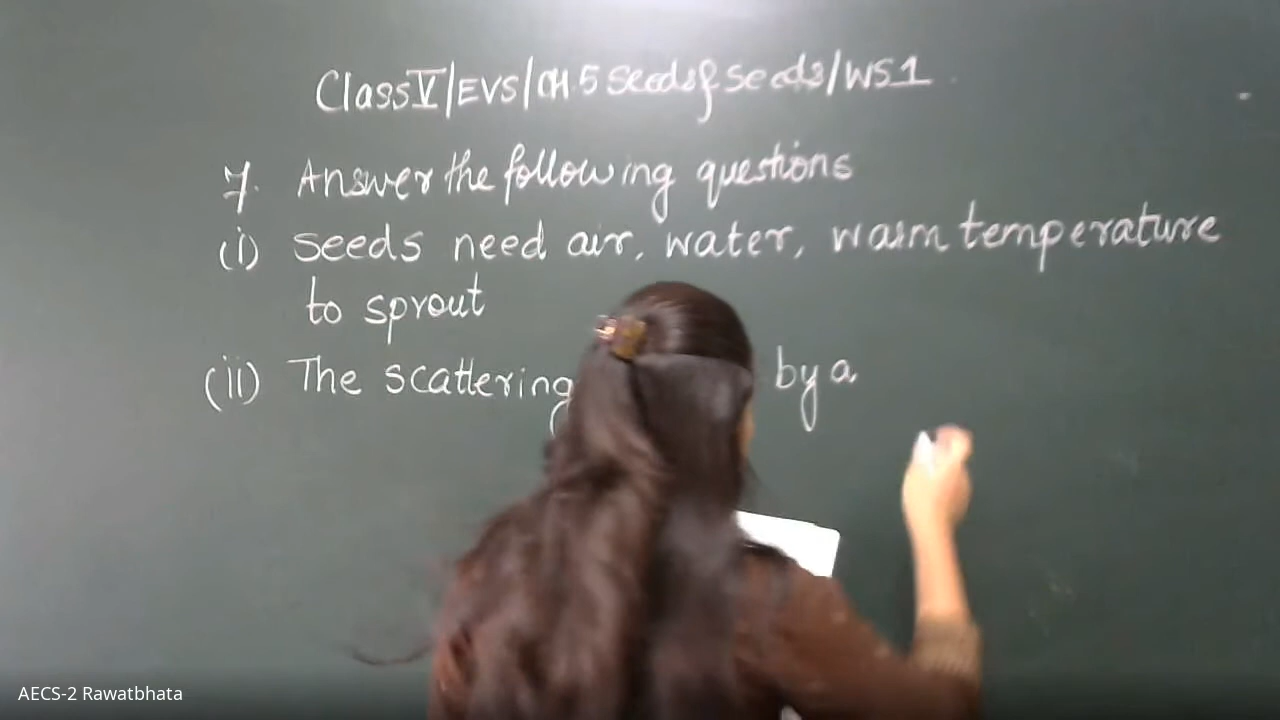 Class V/EVS/CH.5 Seeds & Seeds/WS1
7. Answer the following questions
(i) Seeds need air, water, warm temperature
to sprout
(ii) The scattering by a
AECS-2 Rawatbhata